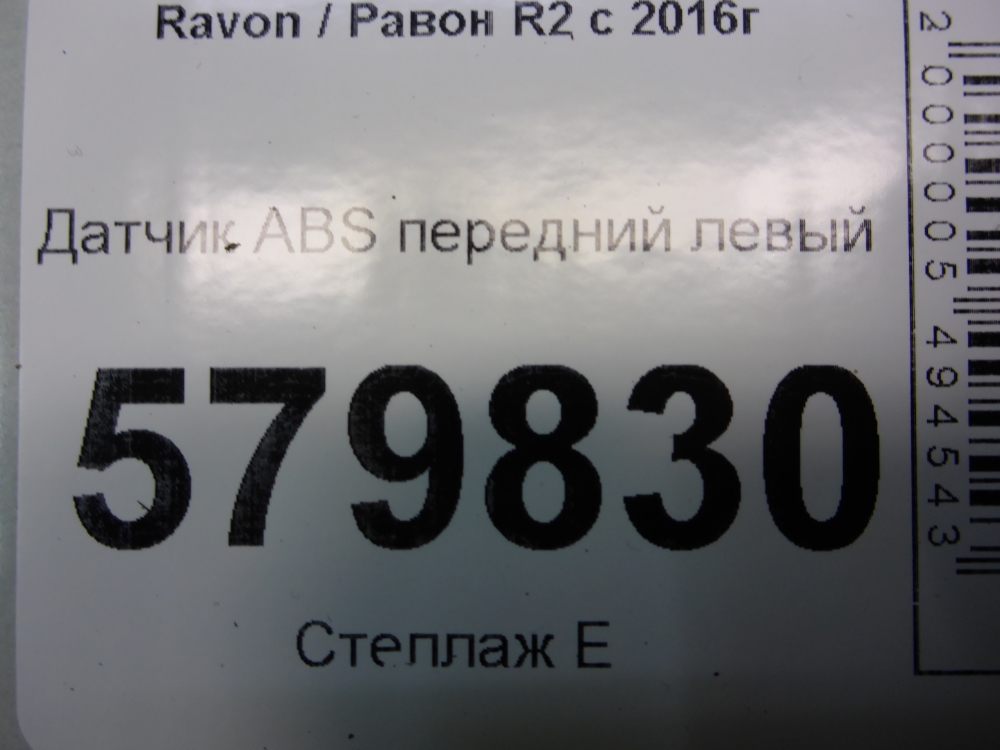 Ravon / Равон R2 с 2016г
Датчик ABS передний левый
579830
Стеллаж Е
2000005494543